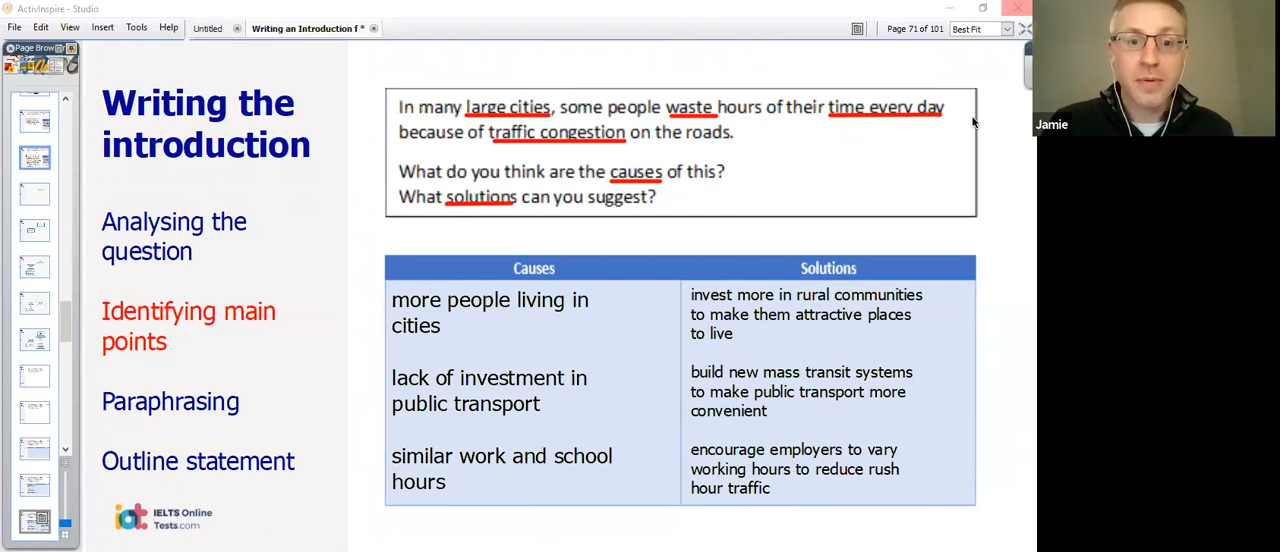 ActivInspire - Studio
File Edit View Insert Tools Help Untitled Writing an Introduction f * Page 71 of 101 Best Fit
Page Brow
Writing the
introduction
Analysing the
question
Identifying main
points
Paraphrasing
Outline statement
iot IELTS Online
Tests.com
In many large cities, some people waste hours of their time every day
because of traffic congestion on the roads.
What do you think are the causes of this?
What solutions can you suggest?
Causes Solutions
more people living in
cities
invest more in rural communities
to make them attractive places
to live
lack of investment in
public transport
build new mass transit systems
to make public transport more
convenient
similar work and school
hours
encourage employers to vary
working hours to reduce rush
hour traffic
Jamie